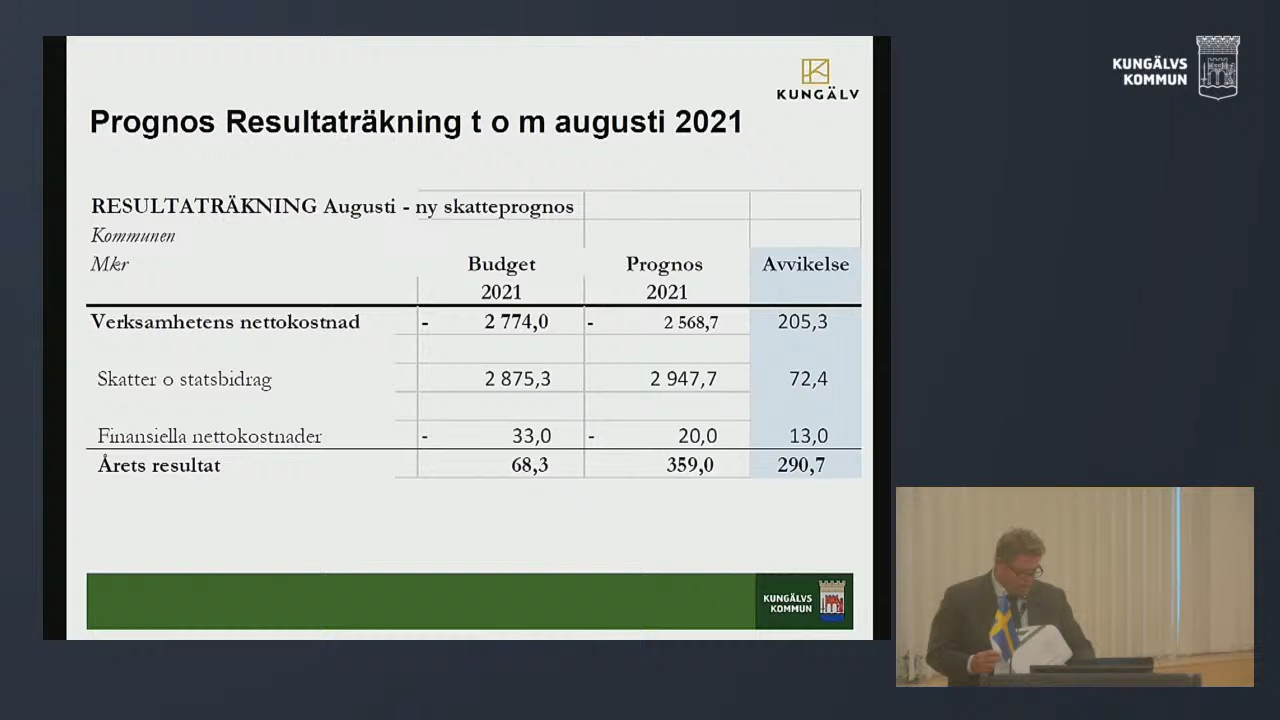 KUNGÄLVS
KOMMUN
KUNGÄLV
Prognos Resultaträkning t o m augusti 2021
RESULTATRÄKNING Augusti - ny skatteprognos
Kommunen
Mkr Budget Prognos Avvikelse
2021 2021
Verksamhetens nettokostnad - 2 774,0 - 2 568,7 205,3
Skatter o statsbidrag 2 875,3 2 947,7 72,4
Finansiella nettokostnader - 33,0 - 20,0 13,0
Årets resultat 68,3 359,0 290,7
KUNGÄLVS
KOMMUN